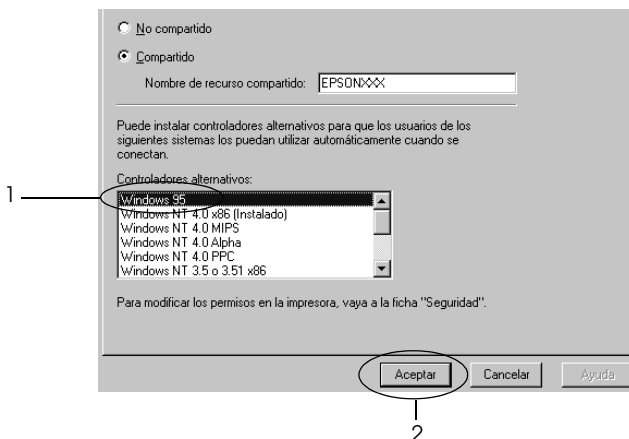 No compartido
Compartido
Nombre de recurso compartido: EPSONXXX
Puede instalar controladores alternativos para que los usuarios de los
siguientes sistemas los puedan utilizar automáticamente cuando se
conectan.
Controladores alternativos:
1
Windows 95
Windows NT 4.0 x86 (Instalado)
Windows NT 4.0 MIPS
Windows NT 4.0 Alpha
Windows NT 4.0 PPC
Windows NT 3.5 o 3.51 x86
Para modificar los permisos en la impresora, vaya a la ficha "Seguridad".
Aceptar Cancelar Ayuda
2